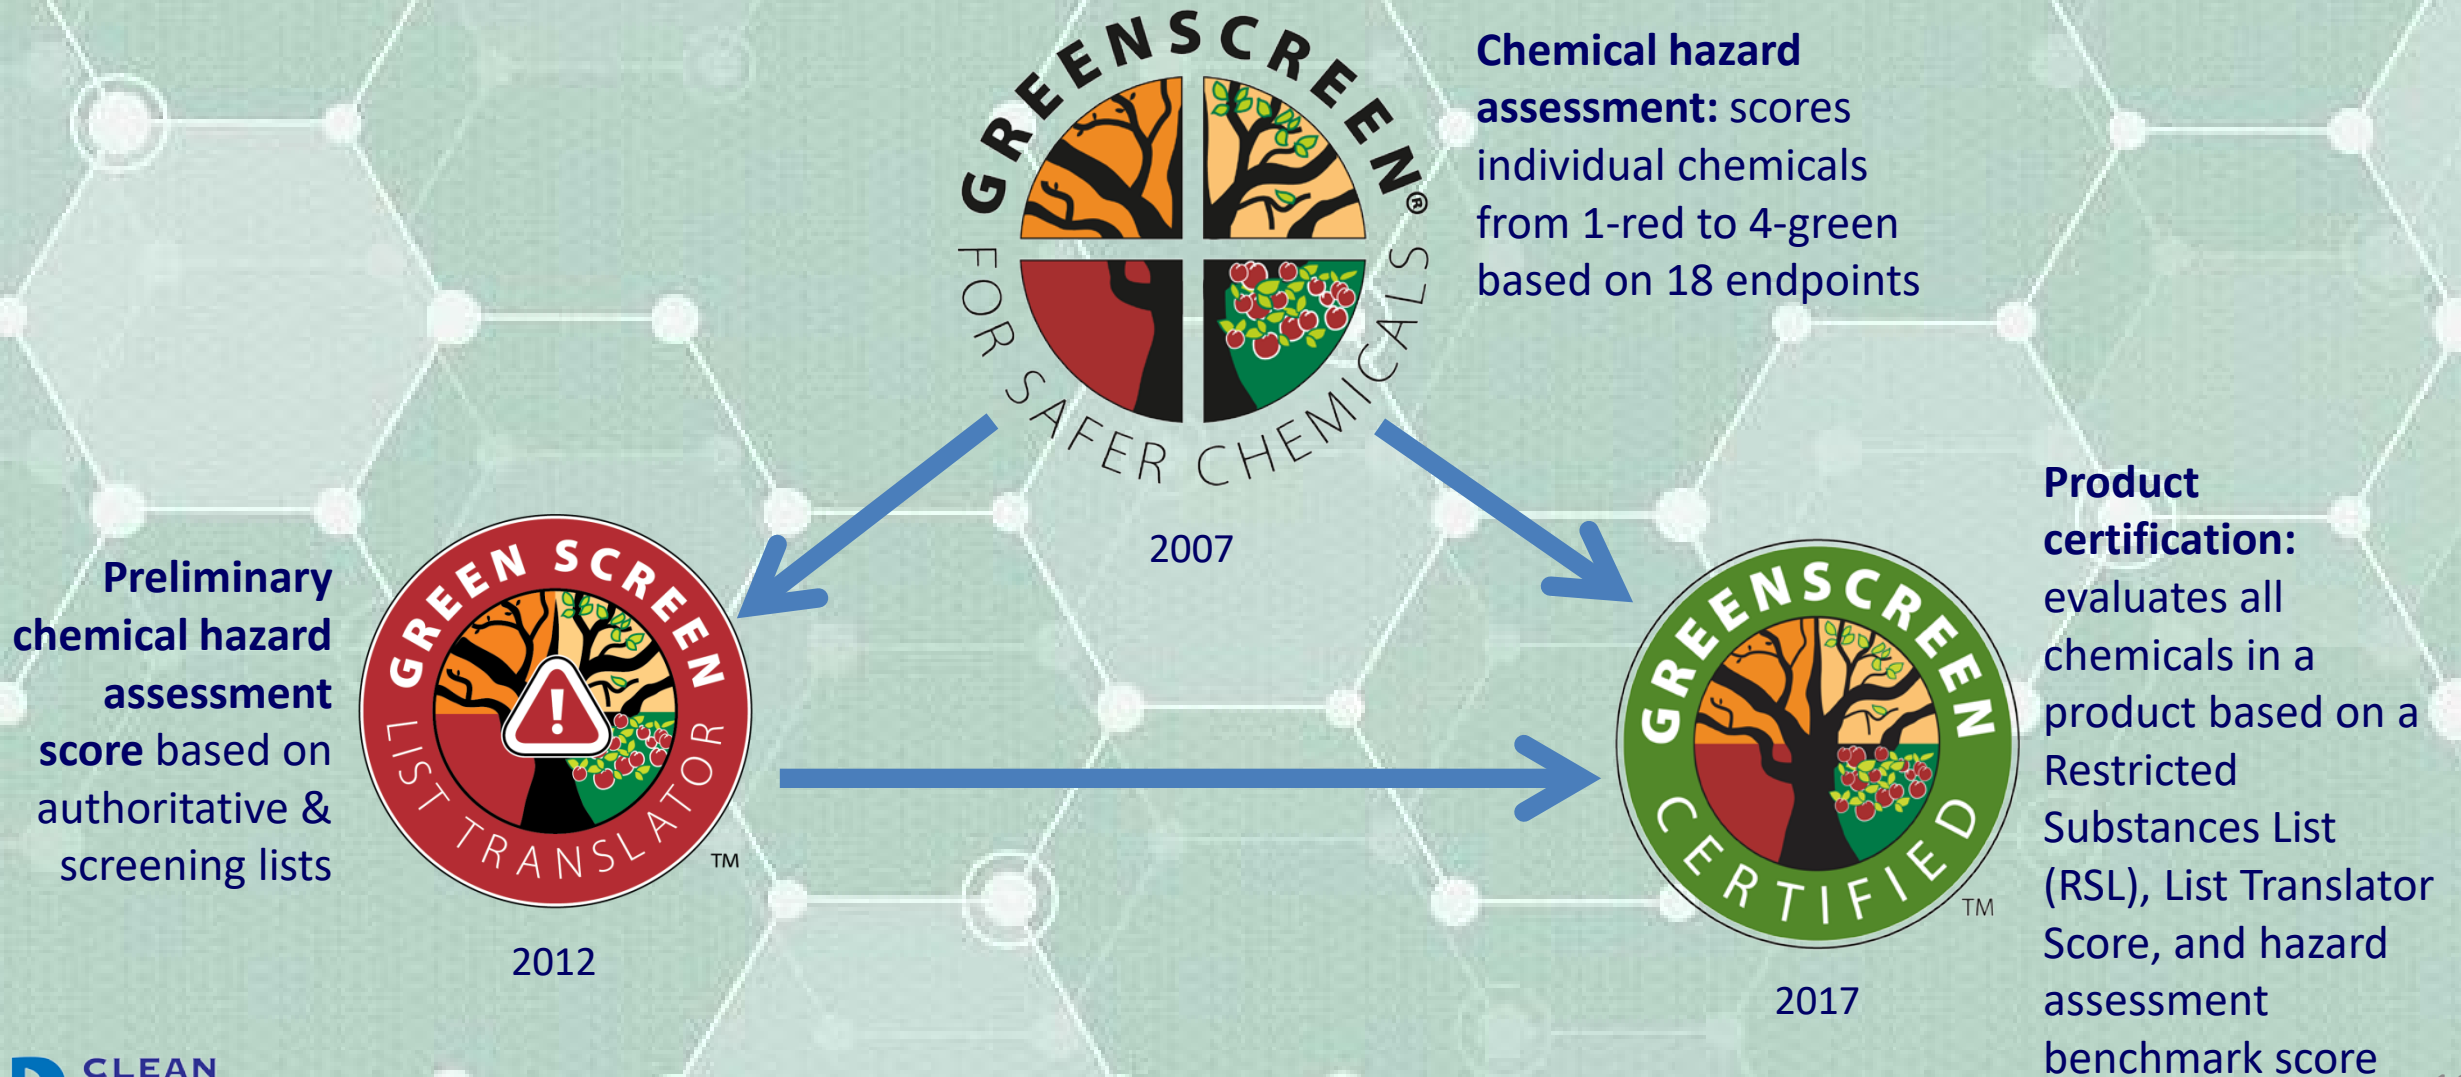 GREENSCREEN®
FOR SAFER CHEMICALS
2007
Chemical hazard
assessment: scores
individual chemicals
from 1-red to 4-green
based on 18 endpoints
Preliminary
chemical hazard
assessment
score based on
authoritative &
screening lists
GREEN SCREEN
LIST TRANSLATOR
TM
2012
GREENSCREEN
CERTIFIED
TM
2017
Product
certification:
evaluates all
chemicals in a
product based on a
Restricted
Substances List
(RSL), List Translator
Score, and hazard
assessment
benchmark score
CLEAN